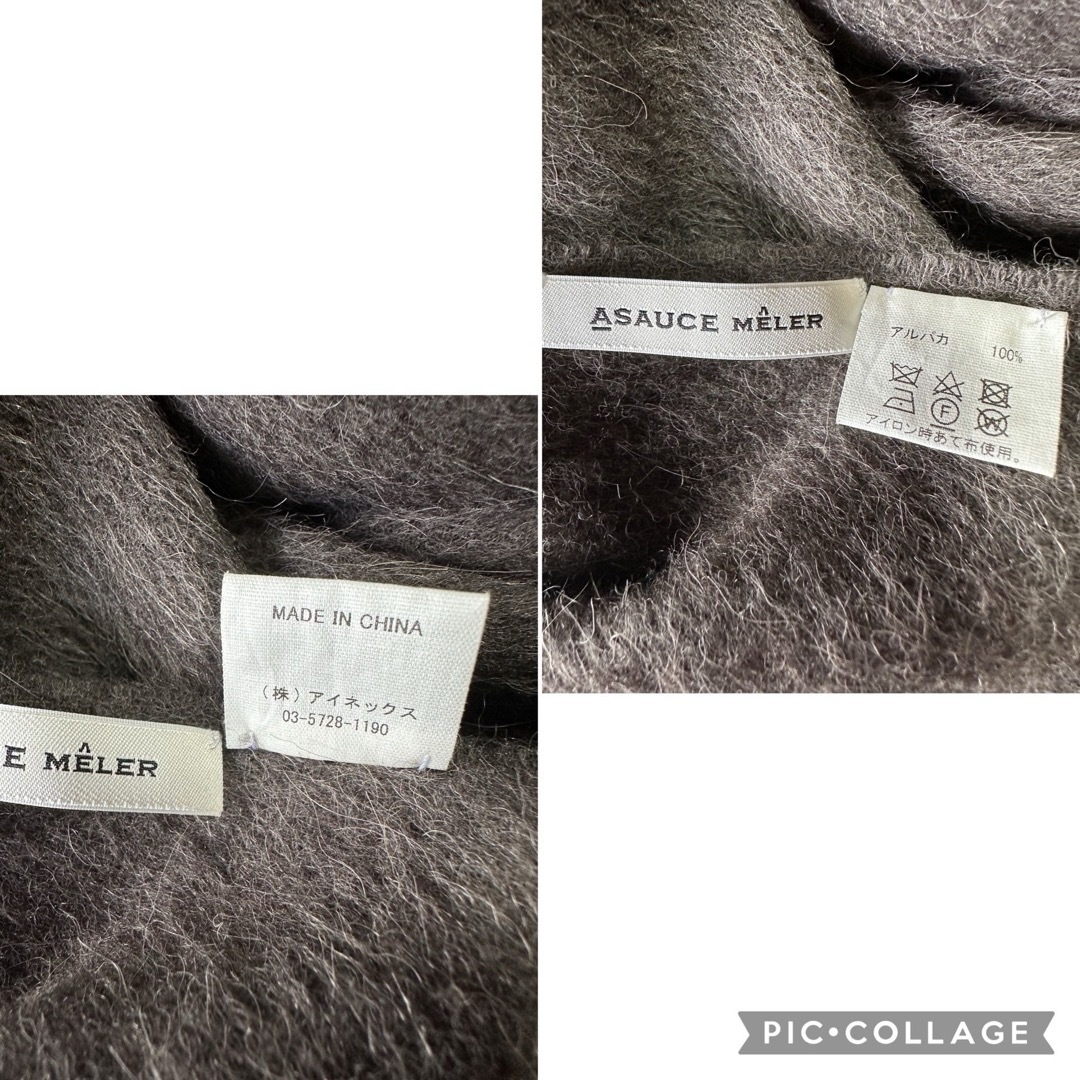 ASAUCE MÊLER
アルパカ 100%
F
W
アイロン時あて布使用。
MADE IN CHINA
(株)アイネックス
03-5728-1190
E MÊLER
PIC•COLLAGE